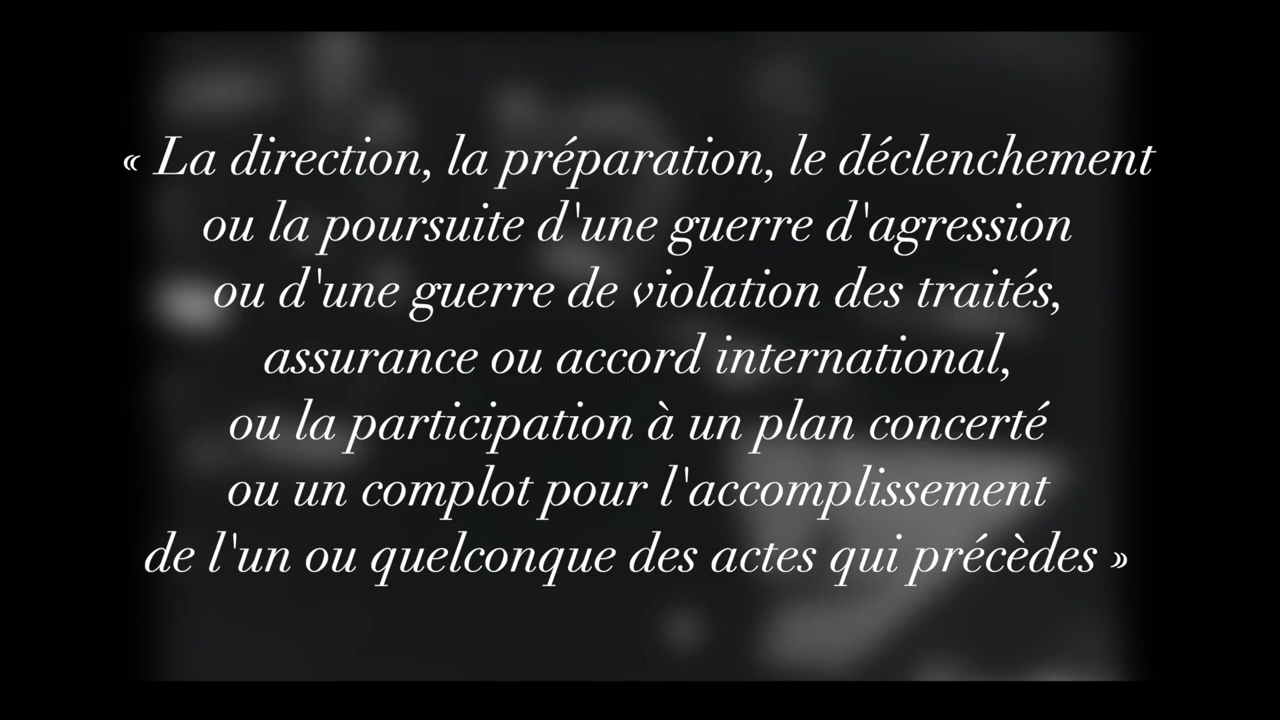 « La direction, la préparation, le déclenchement
ou la poursuite d'une guerre d'agression
ou d'une guerre de violation des traités,
assurance ou accord international,
ou la participation à un plan concerté
ou un complot pour l'accomplissement
de l'un ou quelconque des actes qui précèdes »